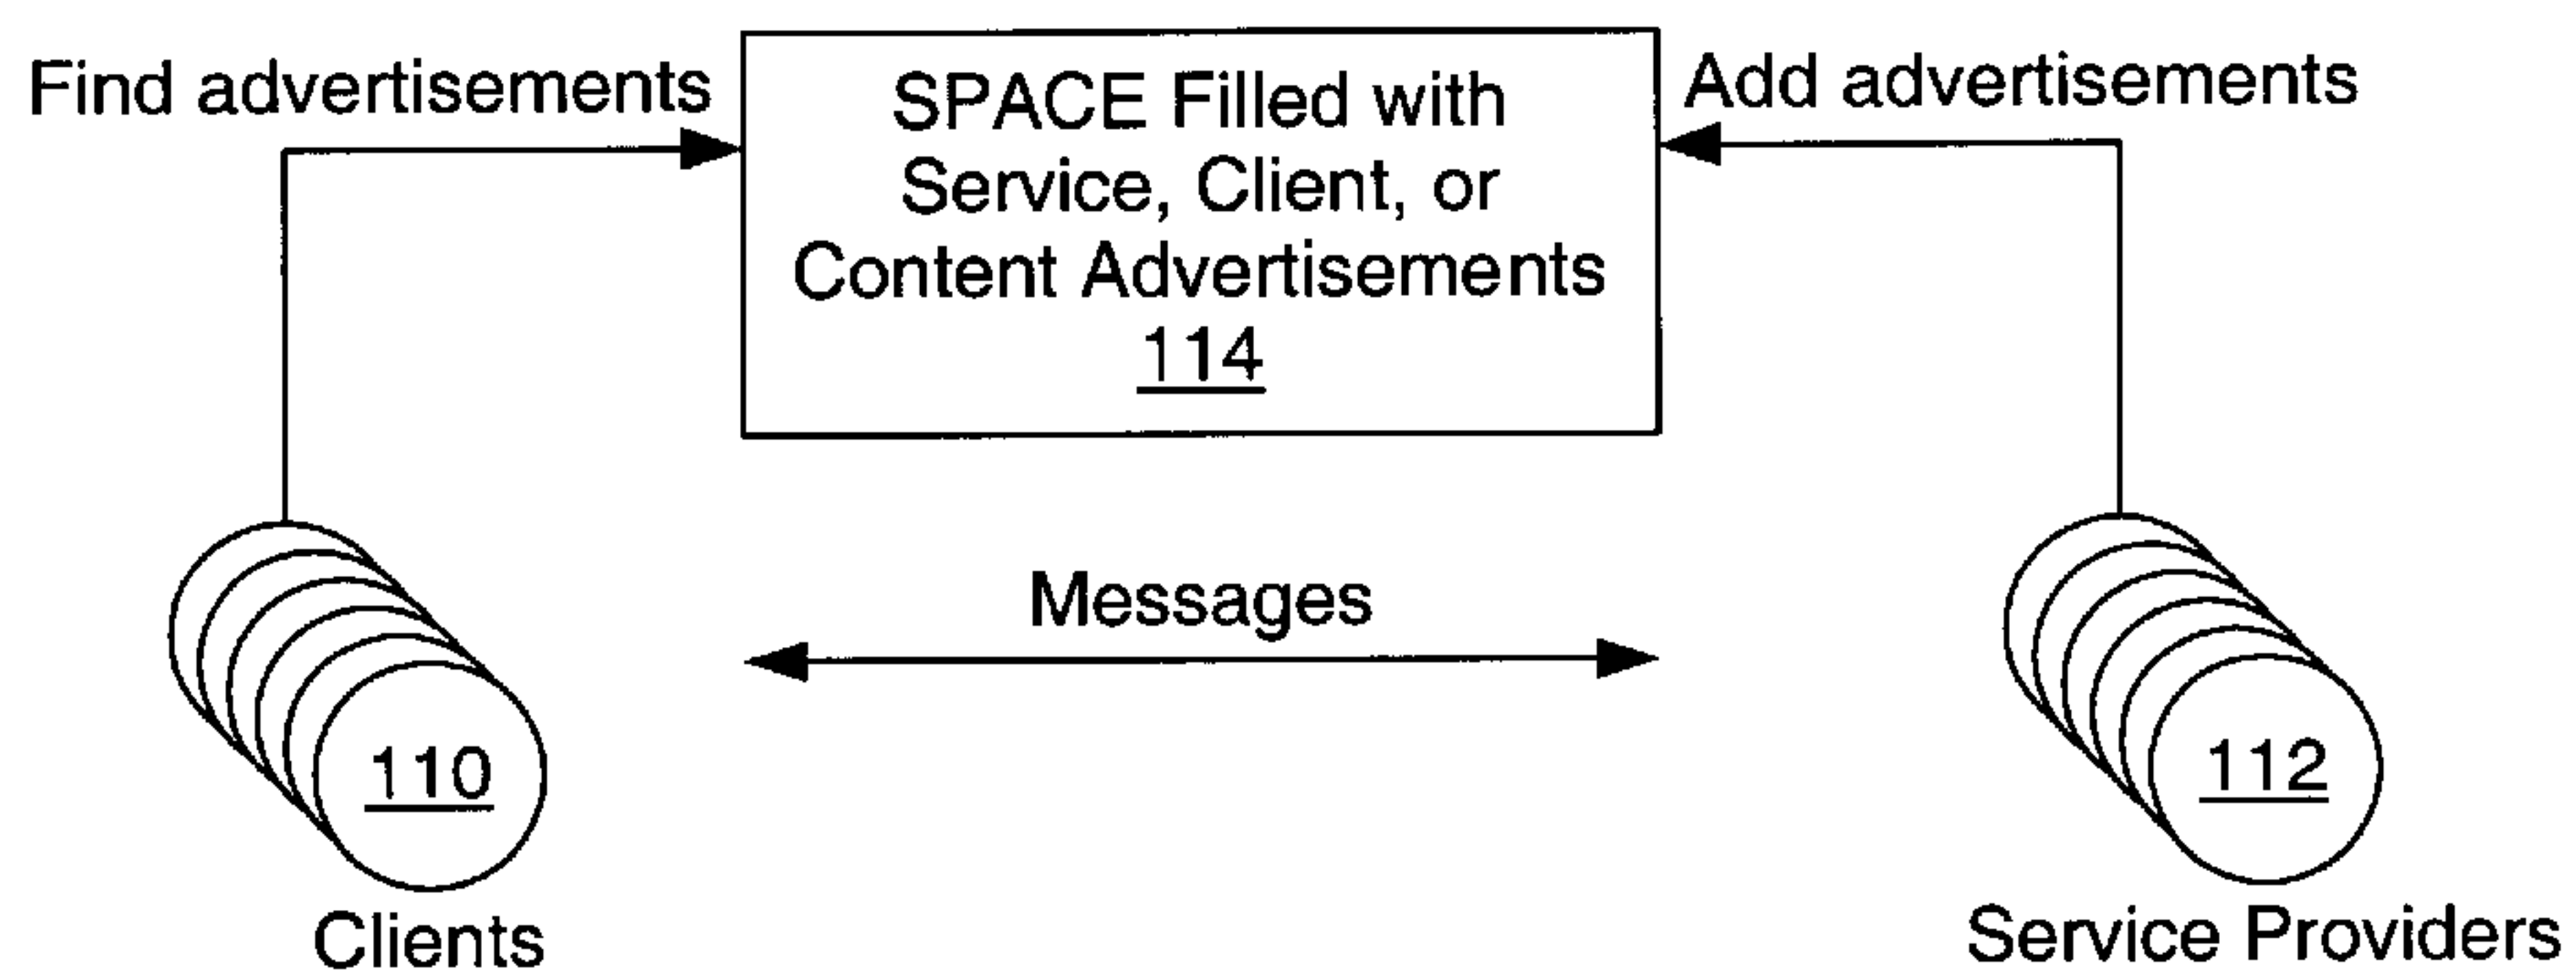 Find advertisements
SPACE Filled with
Service, Client, or
Content Advertisements
114
Add advertisements
Messages
110
Clients
112
Service Providers